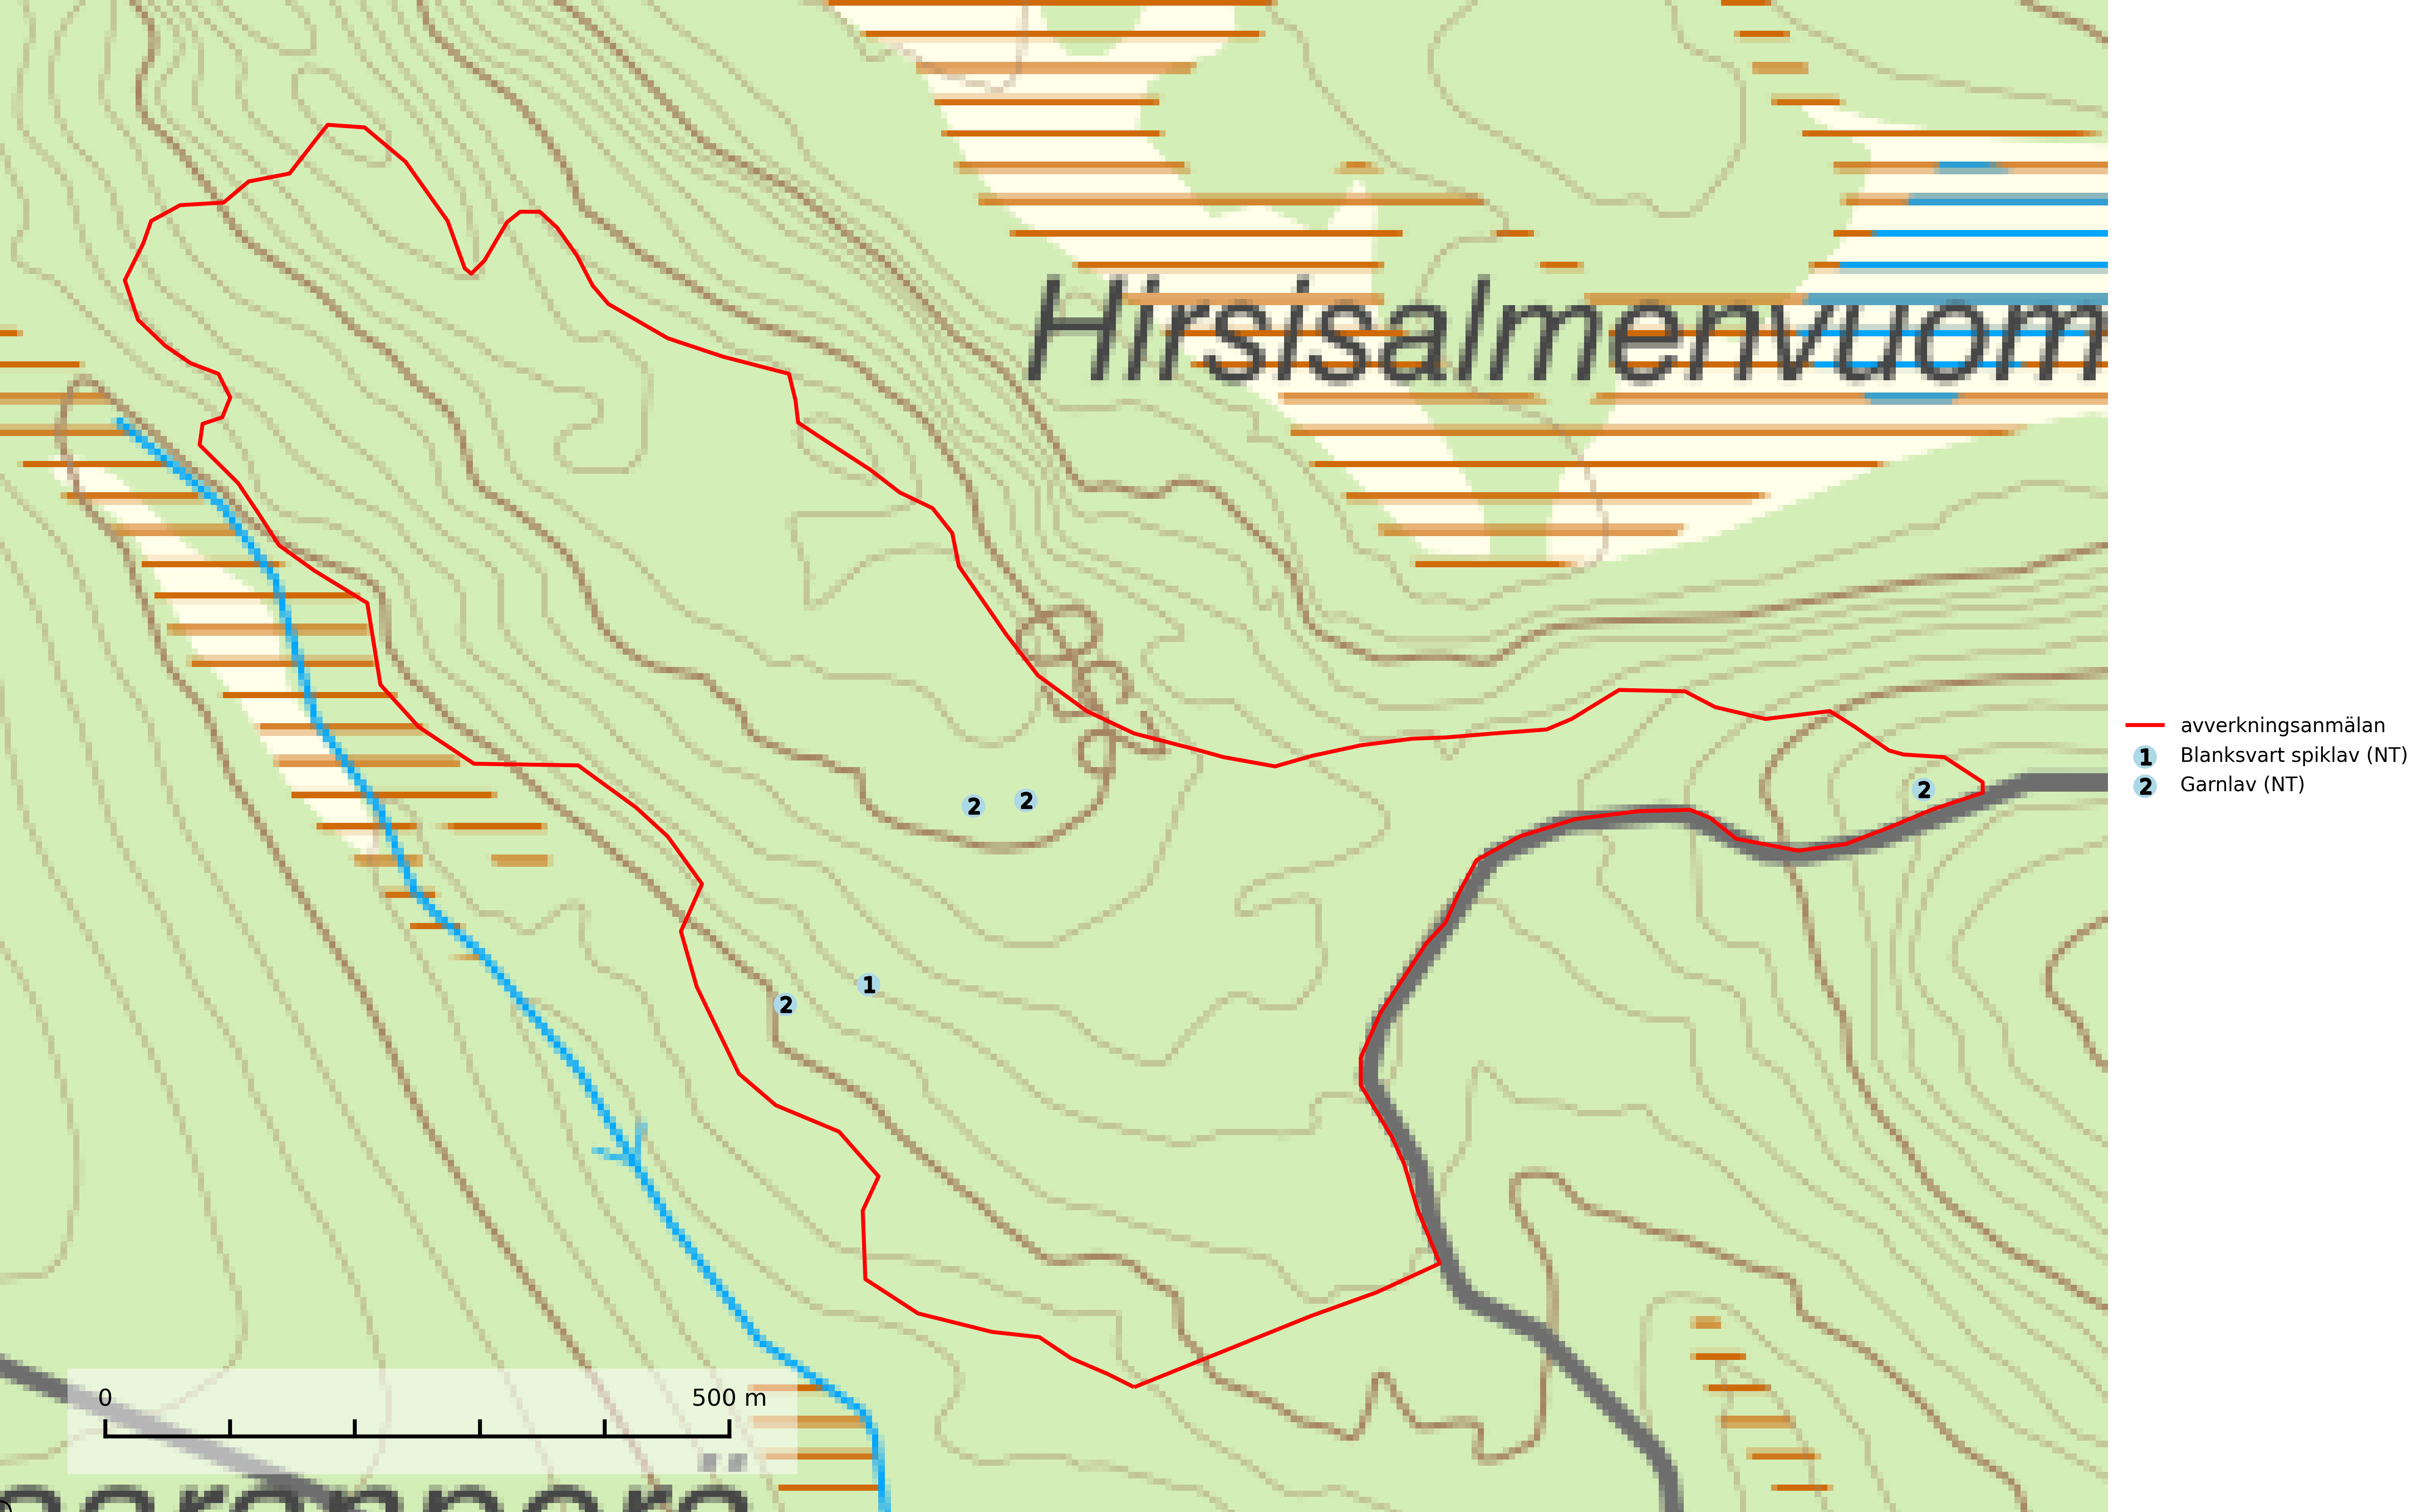 Hirsisalmenvuom
avverkningsanmälan
1 Blanksvart spiklav (NT)
2 Garnlav (NT)
2 2
2
1
2
0 500 m